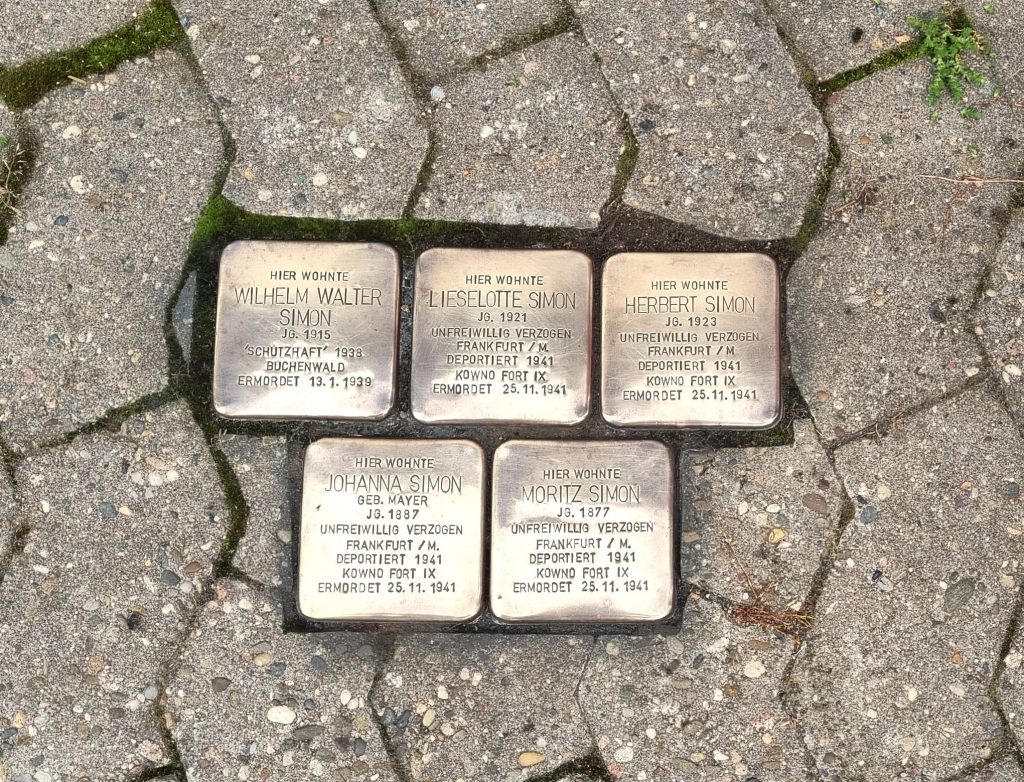 HIER WOHNTE
WILHELM WALTER
SIMON
JG. 1915
'SCHUTZHAFT' 1938
BUCHENWALD
ERMORDET 13.1.1939
HIER WOHNTE
LIESELOTTE SIMON
JG. 1921
UNFREIWILLIG VERZOGEN
FRANKFURT / M.
DEPORTIERT 1941
KOWNO FORT IX
ERMORDET 25.11.1941
HIER WOHNTE
HERBERT SIMON
JG. 1923
UNFREIWILLIG VERZOGEN
FRANKFURT / M
DEPORTIERT 1941
KOWNO FORT IX
ERMORDET 25.11.1941
HIER WOHNTE
JOHANNA SIMON
GEB. MAYER
JG. 1887
UNFREIWILLIG VERZOGEN
FRANKFURT / M.
DEPORTIERT 1941
KOWNO FORT IX
ERMORDET 25.11.1941
HIER WOHNTE
MORITZ SIMON
JG. 1877
UNFREIWILLIG VERZOGEN
FRANKFURT / M.
DEPORTIERT 1941
KOWNO FORT IX
ERMORDET 25.11.1941